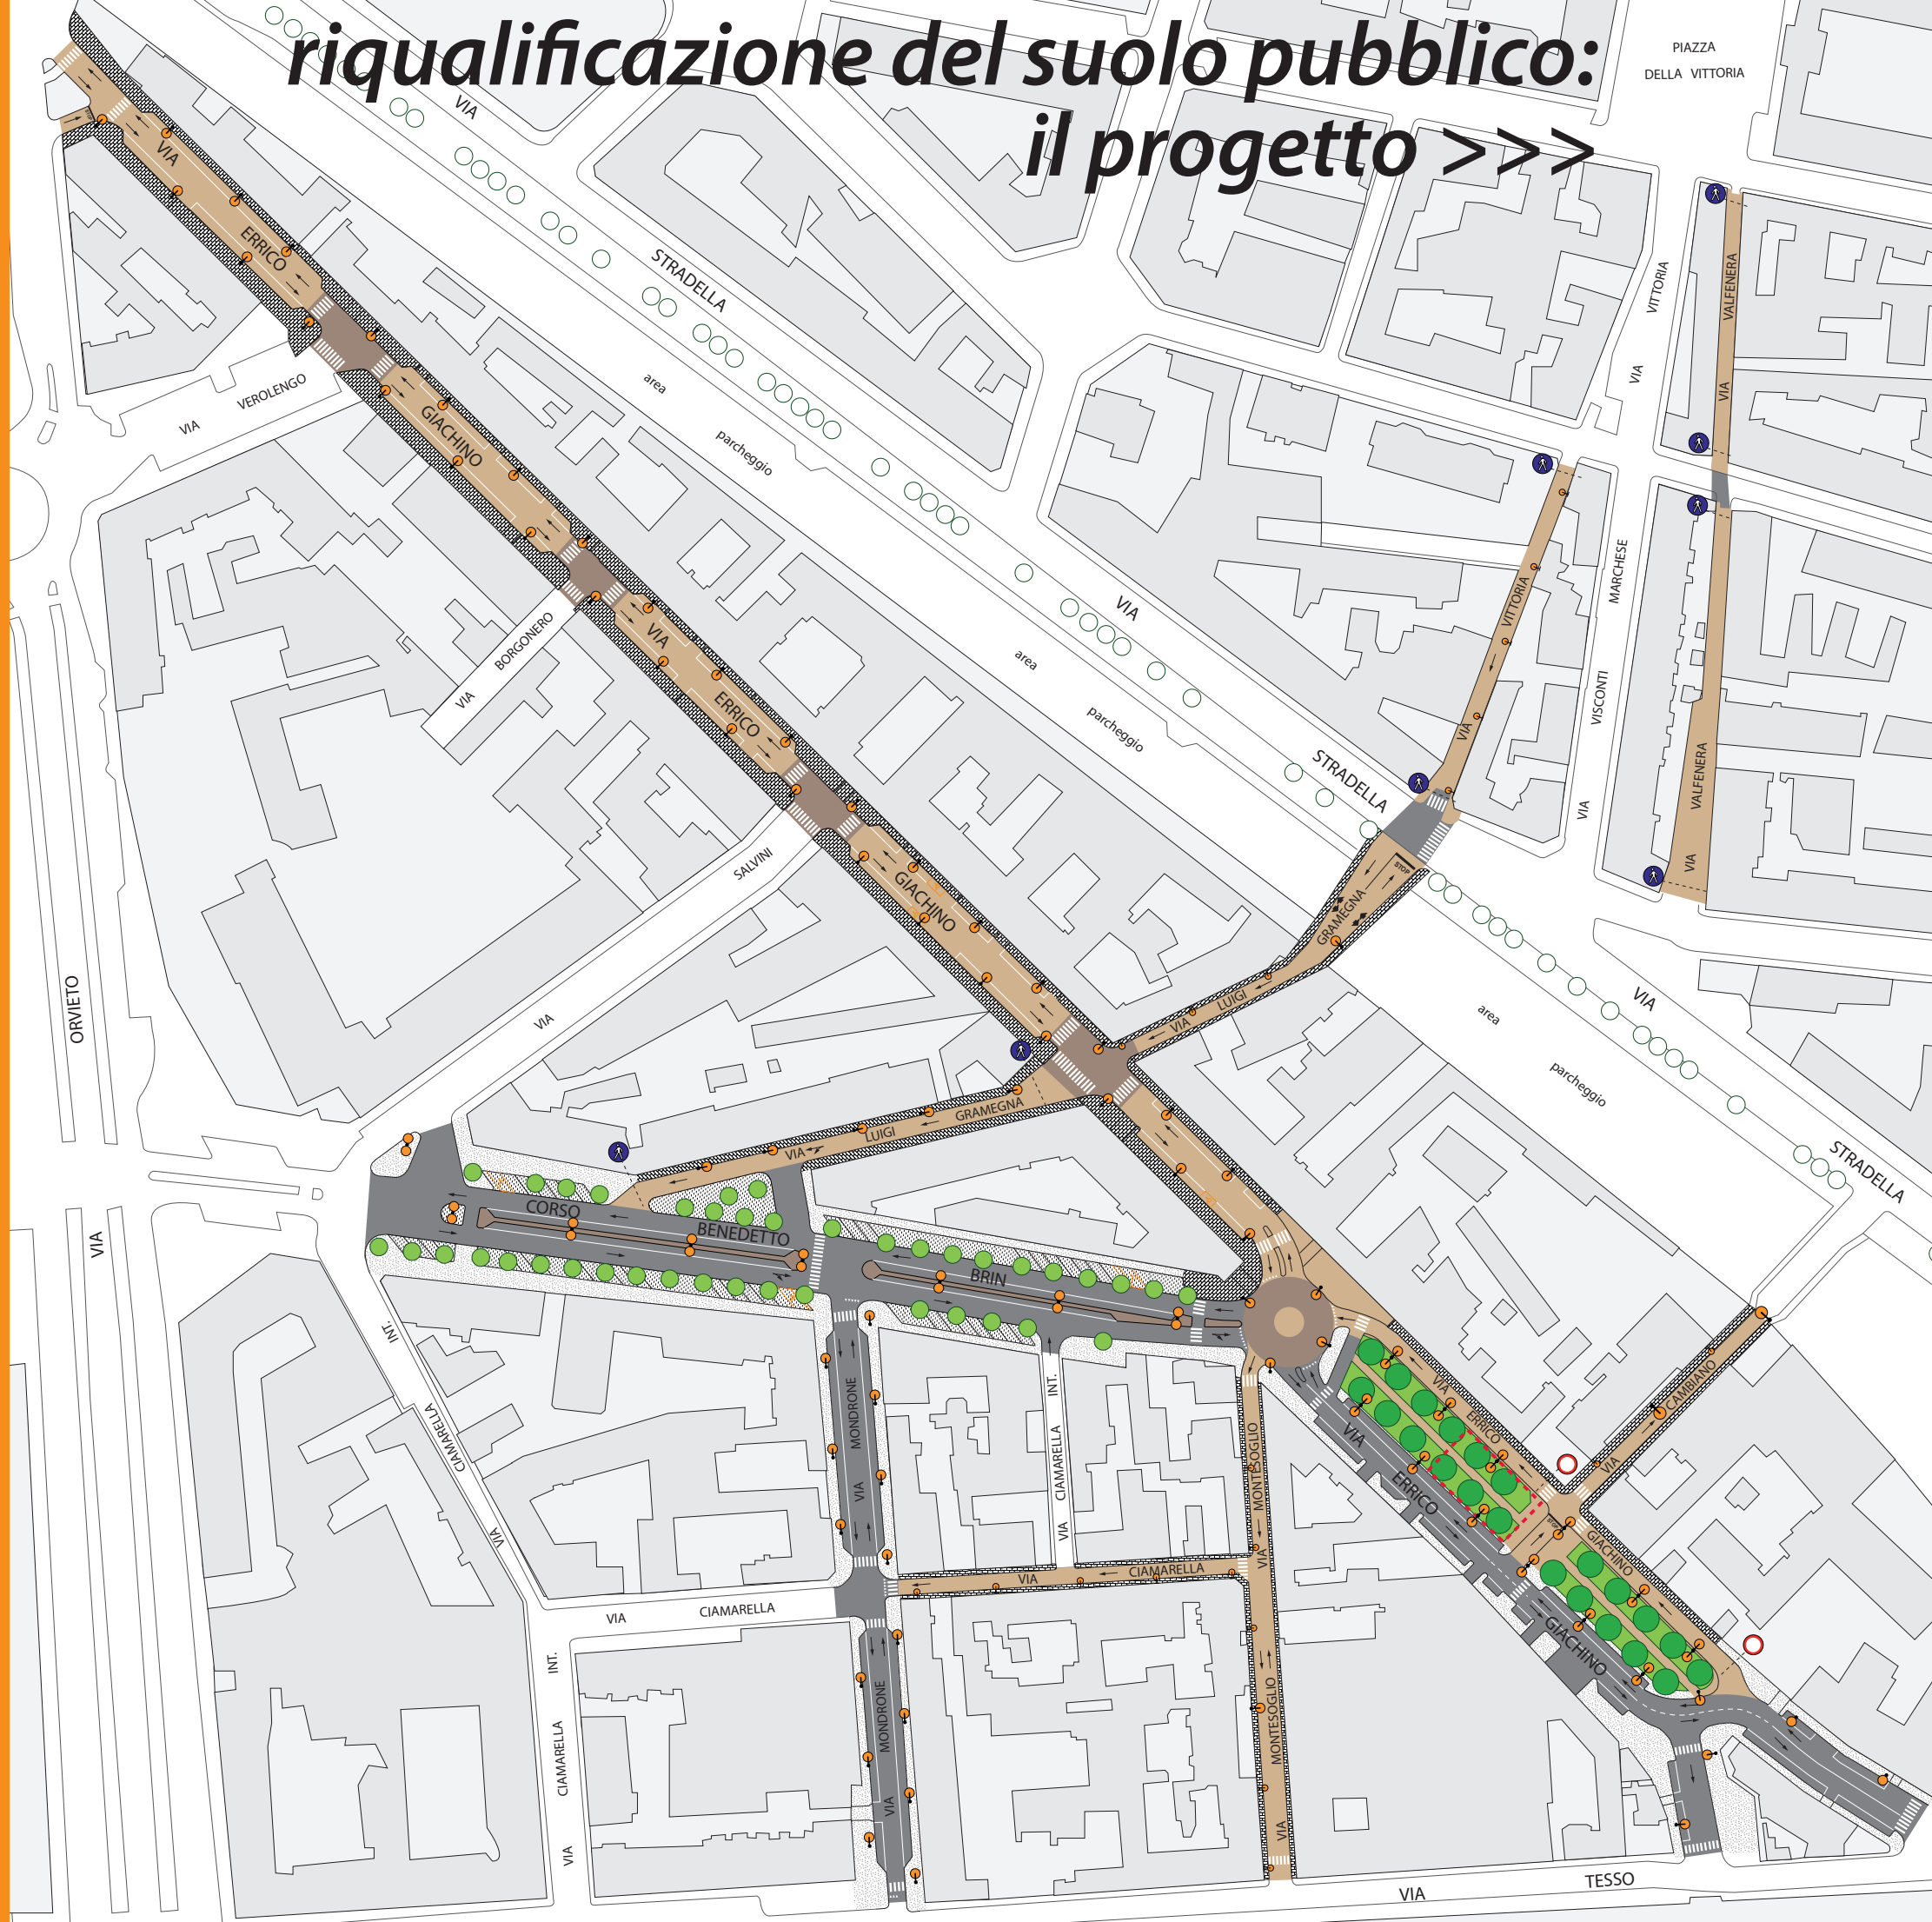 riqualificazione del suolo pubblico:
il progetto >>>
PIAZZA
DELLA VITTORIA
VIA
STRADELLA
VIA
ERRICO
GIACHINO
VIA
VEROLENGO
area
parcheggio
VIA
VITTORIA
VALFENERA
VIA
VIA
VITTORIA
VIA
MARCHESE
VISCONTI
VIA
VALFENERA
VIA
VIA
BORGONERO
VIA
ERRICO
area
parcheggio
VIA
STRADELLA
STOP
GRAMEGNA
LUIGI
VIA
SALVINI
VIA
GIACHINO
ORVIETO
VIA
VIA
STRADELLA
area
parcheggio
GRAMEGNA
LUIGI
VIA
CORSO
BENEDETTO
BRIN
INT.
CIAMARELLA
VIA
MONDRONE
VIA
INT.
CIAMARELLA
VIA
MONTESOGLIO
VIA
VIA
ERRICO
VIA
ERRICO
CAMBIANO
VIA
GIACHINO
GIACHINO
VIA
CIAMARELLA
VIA
CIAMARELLA
INT.
CIAMARELLA
VIA
MONDRONE
VIA
MONTESOGLIO
VIA
VIA
TESSO